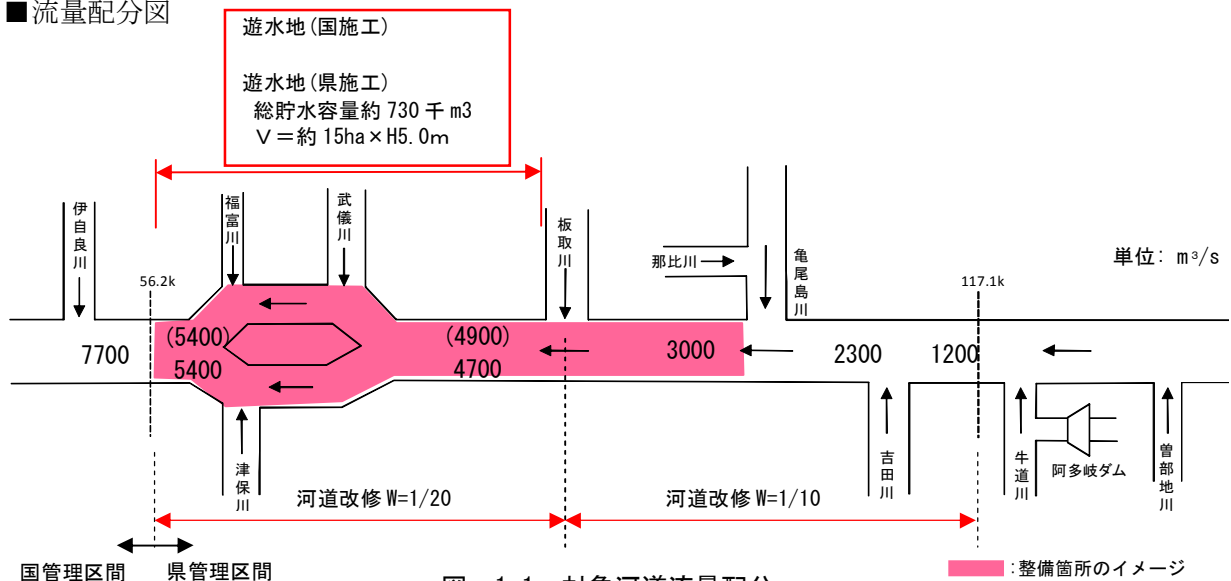 ■流量配分図
遊水地(国施工)
遊水地(県施工)
総貯水容量約 730 千 m3
V＝約 15ha×H5.0m
伊自良川
福富川
武儀川
板取川
那比川
亀尾島川
単位: m³/s
56.2k
117.1k
7700
(5400)
5400
(4900)
4700
3000
2300
1200
津保川
吉田川
牛道川
阿多岐ダム
曽部地川
河道改修 W=1/20
河道改修 W=1/10
国管理区間
県管理区間
:整備箇所のイメージ